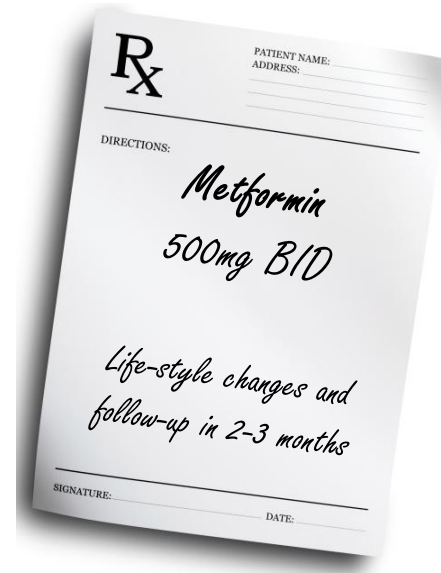 Rx
PATIENT NAME:
ADDRESS:
DIRECTIONS:
Metformin
500mg BID
Life-style changes and
follow-up in 2-3 months
SIGNATURE:
DATE: